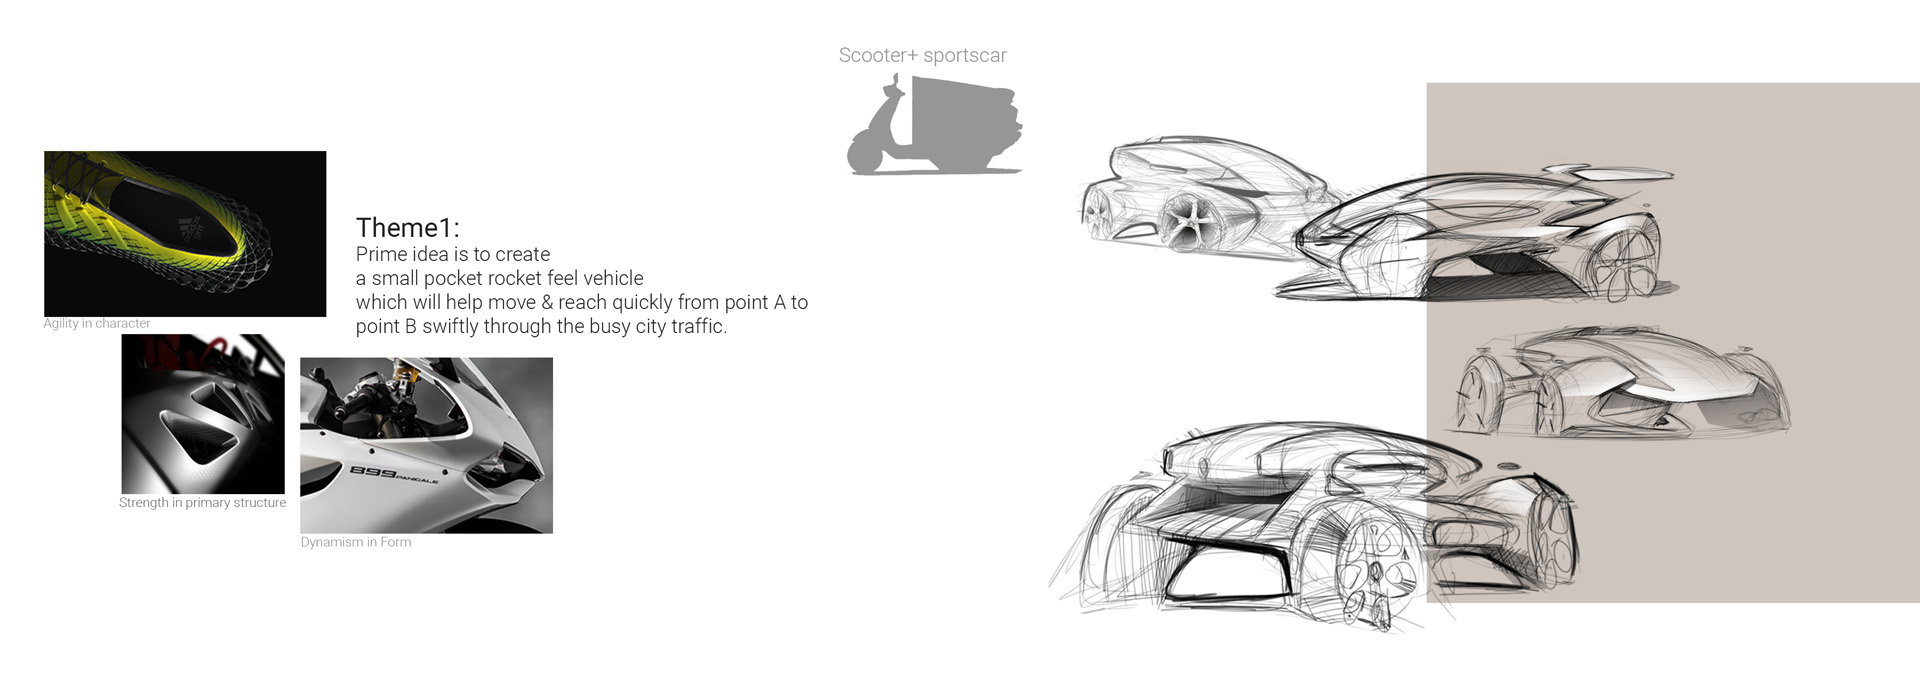 Scooter+ sportscar
Theme1:
Prime idea is to create
a small pocket rocket feel vehicle
which will help move & reach quickly from point A to
point B swiftly through the busy city traffic.
Agility in character
Strength in primary structure
899 PANIGALE
Dynamism in Form